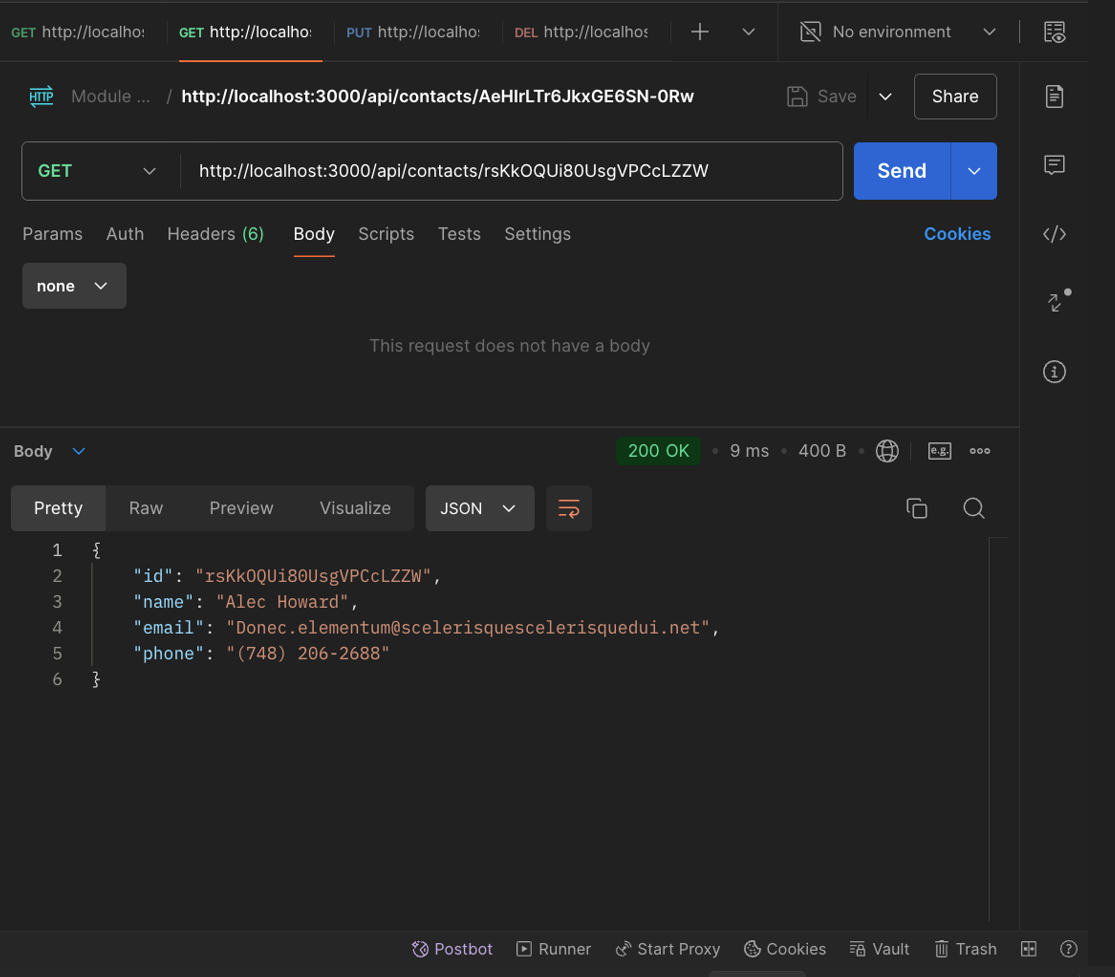 GET http://localhos GET http://localhos PUT http://localhos DEL http://localhos No environment
HTTP Module ... / http://localhost:3000/api/contacts/AeHIrLTr6JkxGE6SN-0Rw Save Share
GET http://localhost:3000/api/contacts/rsKkOQUi80UsgVPCcLZZW Send
Params Auth Headers (6) Body Scripts Tests Settings Cookies
none
This request does not have a body
Body 200 OK • 9 ms • 400 B • e.g.
Pretty Raw Preview Visualize JSON
1 {
2 "id": "rsKkOQUi80UsgVPCcLZZW",
3 "name": "Alec Howard",
4 "email": "Donec.elementum@scelerisquescelerisquedui.net",
5 "phone": "(748) 206-2688"
6 }
Postbot Runner Start Proxy Cookies Vault Trash